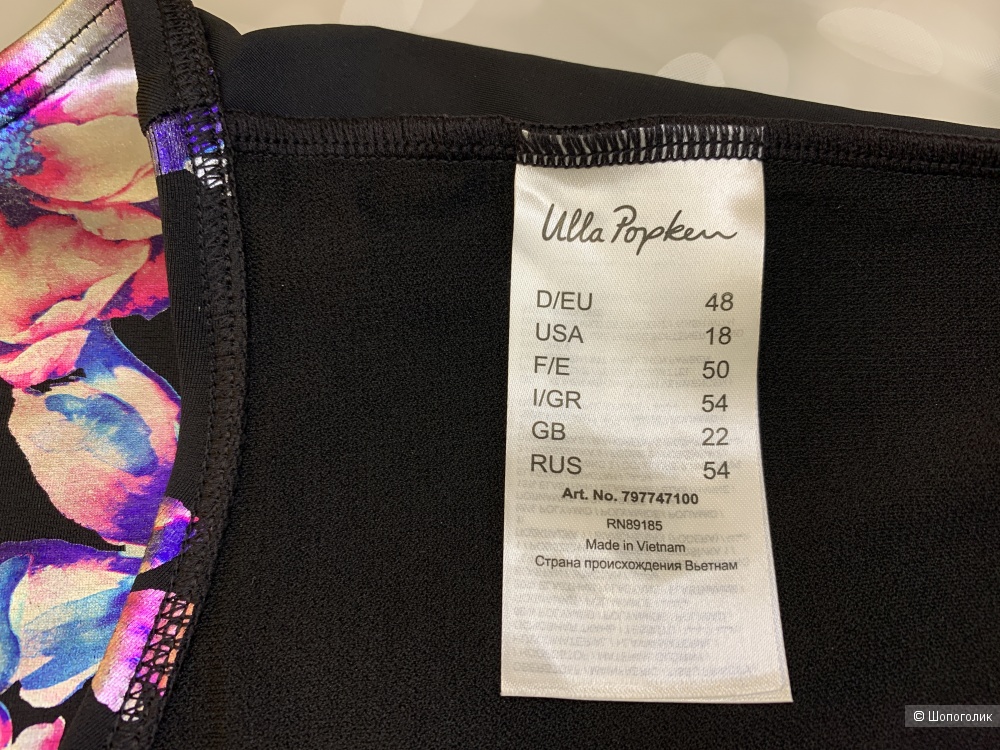 Ulla Popken
D/EU 48
USA 18
F/E 50
I/GR 54
GB 22
RUS 54
Art. No. 797747100
RN89185
Made in Vietnam
Страна происхождения Вьетнам
© Шопоголик